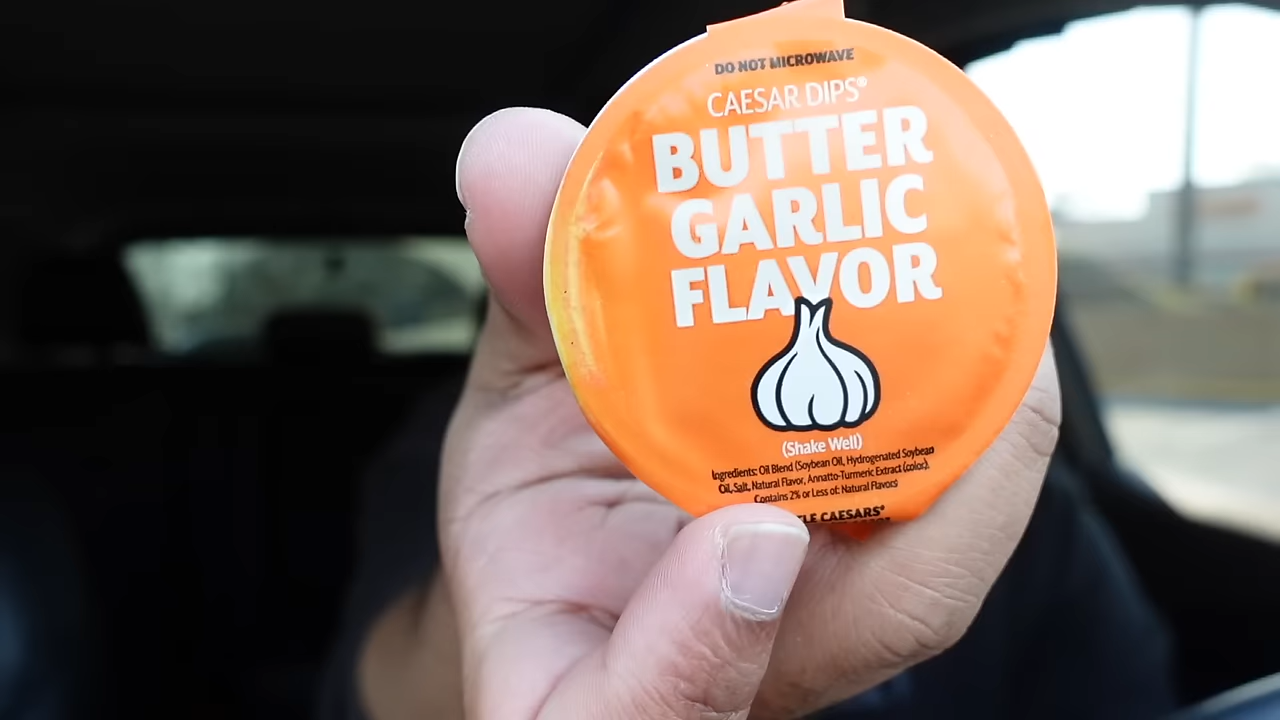 DO NOT MICROWAVE
CAESAR DIPS®
BUTTER
GARLIC
FLAVOR
(Shake Well)
Ingredients: Oil Blend (Soybean Oil, Hydrogenated Soybean
Oil, Salt, Natural Flavor, Annatto-Turmeric Extract (color).
Contains 2% or Less of: Natural Flavors
CAESARS®